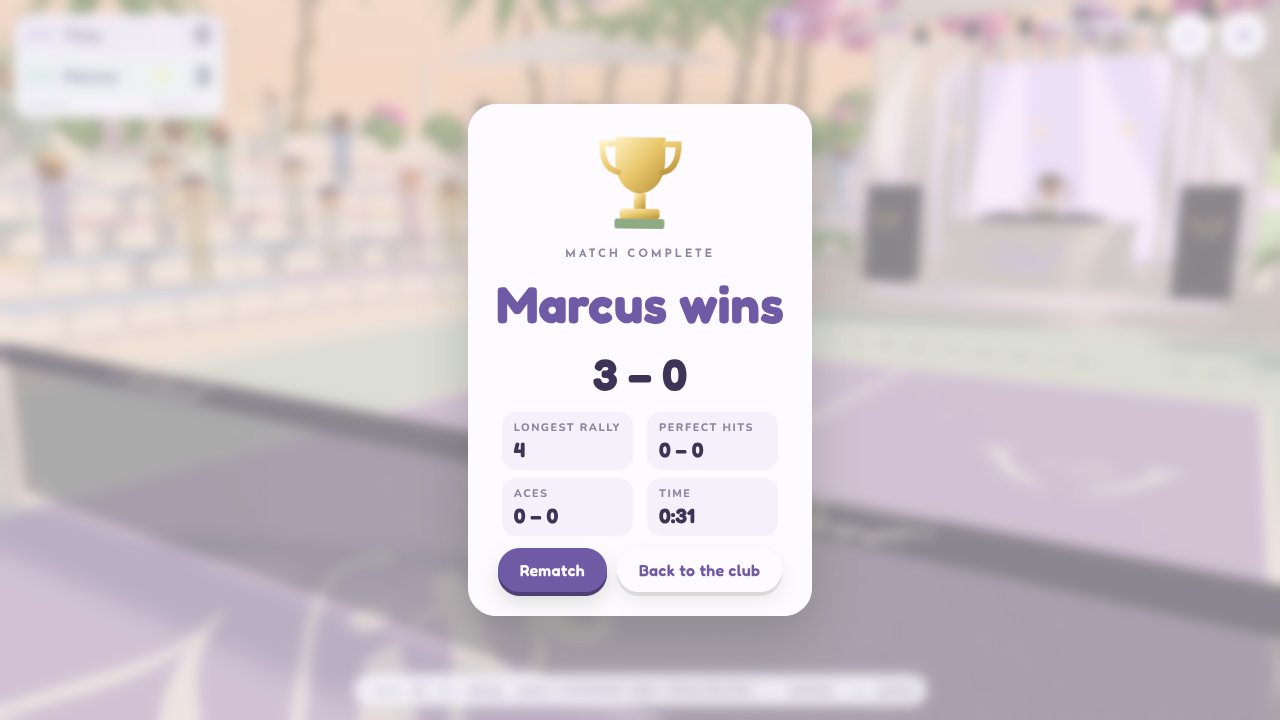 MATCH COMPLETE
Marcus wins
3 – 0
LONGEST RALLY
4
PERFECT HITS
0 – 0
ACES
0 – 0
TIME
0:31
Rematch
Back to the club